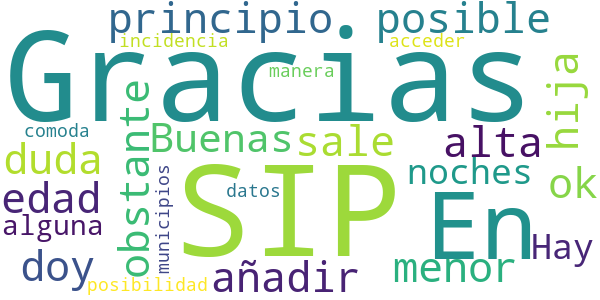 principio
posible
incidencia
acceder
Gracias
manera
hija
comoda
obstante
Buenas
sale
alta
duda
noches
SIP
En
ok
edad
datos
alguna
municipios
Hay
doy
añadir
menor
posibilidad